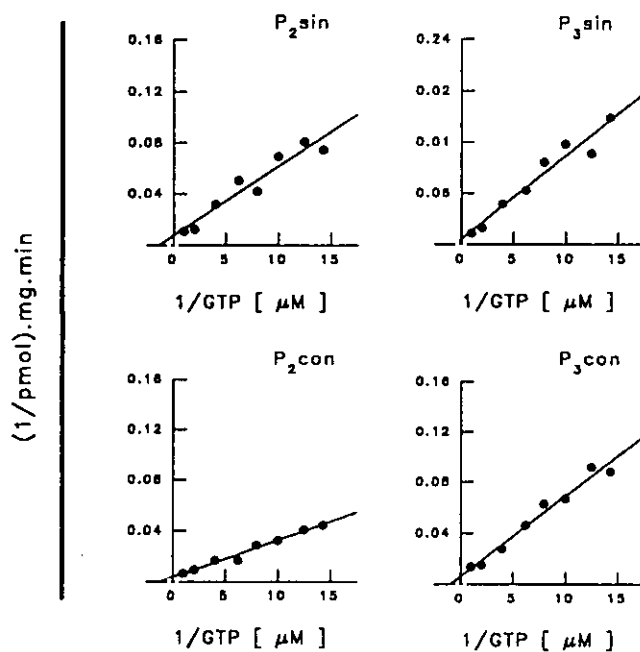 P₂sin
0.16
0.12
0.08
0.04
0 5 10 15
1/GTP [ μM ]
P₃sin
0.24
0.02
0.01
0.06
0 5 10 15
1/GTP [ μM ]
P₂con
0.16
0.12
0.08
0.04
0 5 10 15
1/GTP [ μM ]
P₃con
0.16
0.12
0.08
0.04
0 5 10 15
1/GTP [ μM ]
(1/pmol).mg.min